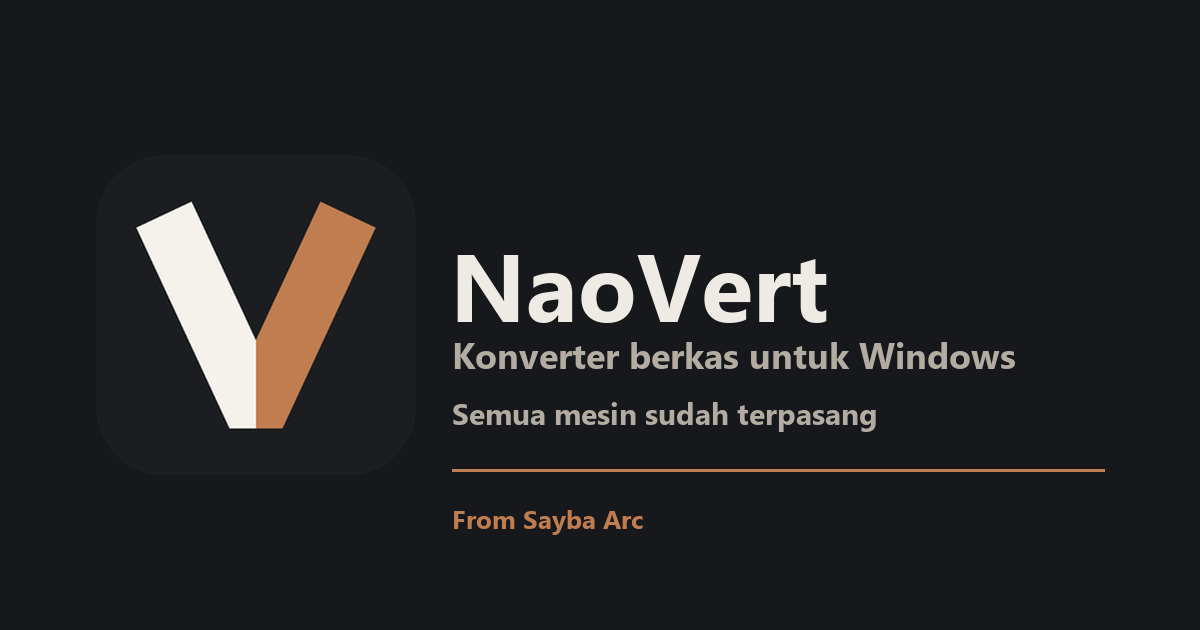 NaoVert
Konverter berkas untuk Windows
Semua mesin sudah terpasang
From Sayba Arc